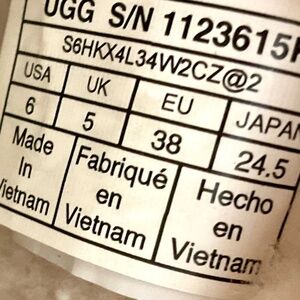 UGG S/N 1123615
S6HKX4L34W2CZ@2
USA UK EU JAPAN
6 5 38 24.5
Made Fabriqué Hecho
In en en
Vietnam Vietnam Vietnam